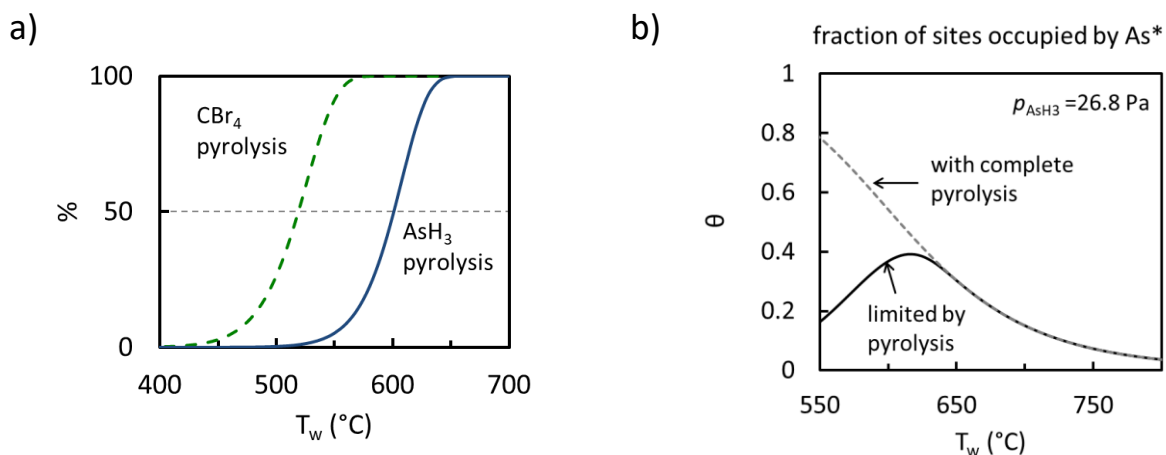 a)
100
50
0
%
CBr4
pyrolysis
AsH3
pyrolysis
400 500 600 700
Tw (°C)
b)
fraction of sites occupied by As*
1
0.8
0.6
0.4
0.2
0
θ
pAsH3 =26.8 Pa
with complete
pyrolysis
limited by
pyrolysis
550 650 750
Tw (°C)